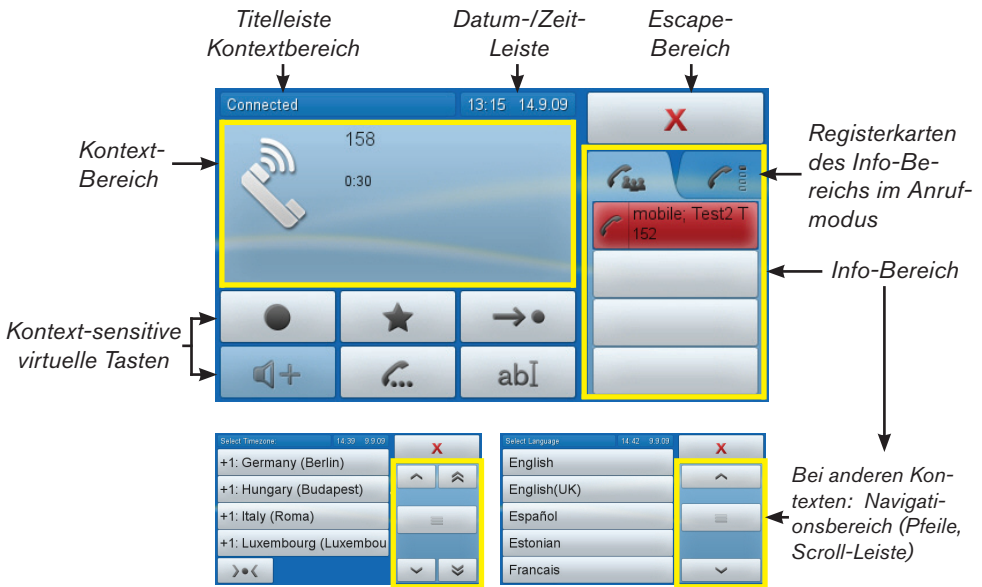 Titelleiste
Kontextbereich
Datum-/Zeit-
Leiste
Escape-
Bereich
Connected
13:15 14.9.09
X
Kontext-
Bereich
158
0:30
Registerkarten
des Info-Be-
reichs im Anruf-
modus
mobile; Test2 T
152
Info-Bereich
Kontext-sensitive
virtuelle Tasten
abI
Select Timezone:
14:39 9.9.09
X
+1: Germany (Berlin)
+1: Hungary (Budapest)
+1: Italy (Roma)
+1: Luxembourg (Luxembou
Select Language
14:42 9.9.09
X
English
English(UK)
Español
Estonian
Francais
Bei anderen Kon-
texten: Navigati-
onsbereich (Pfeile,
Scroll-Leiste)